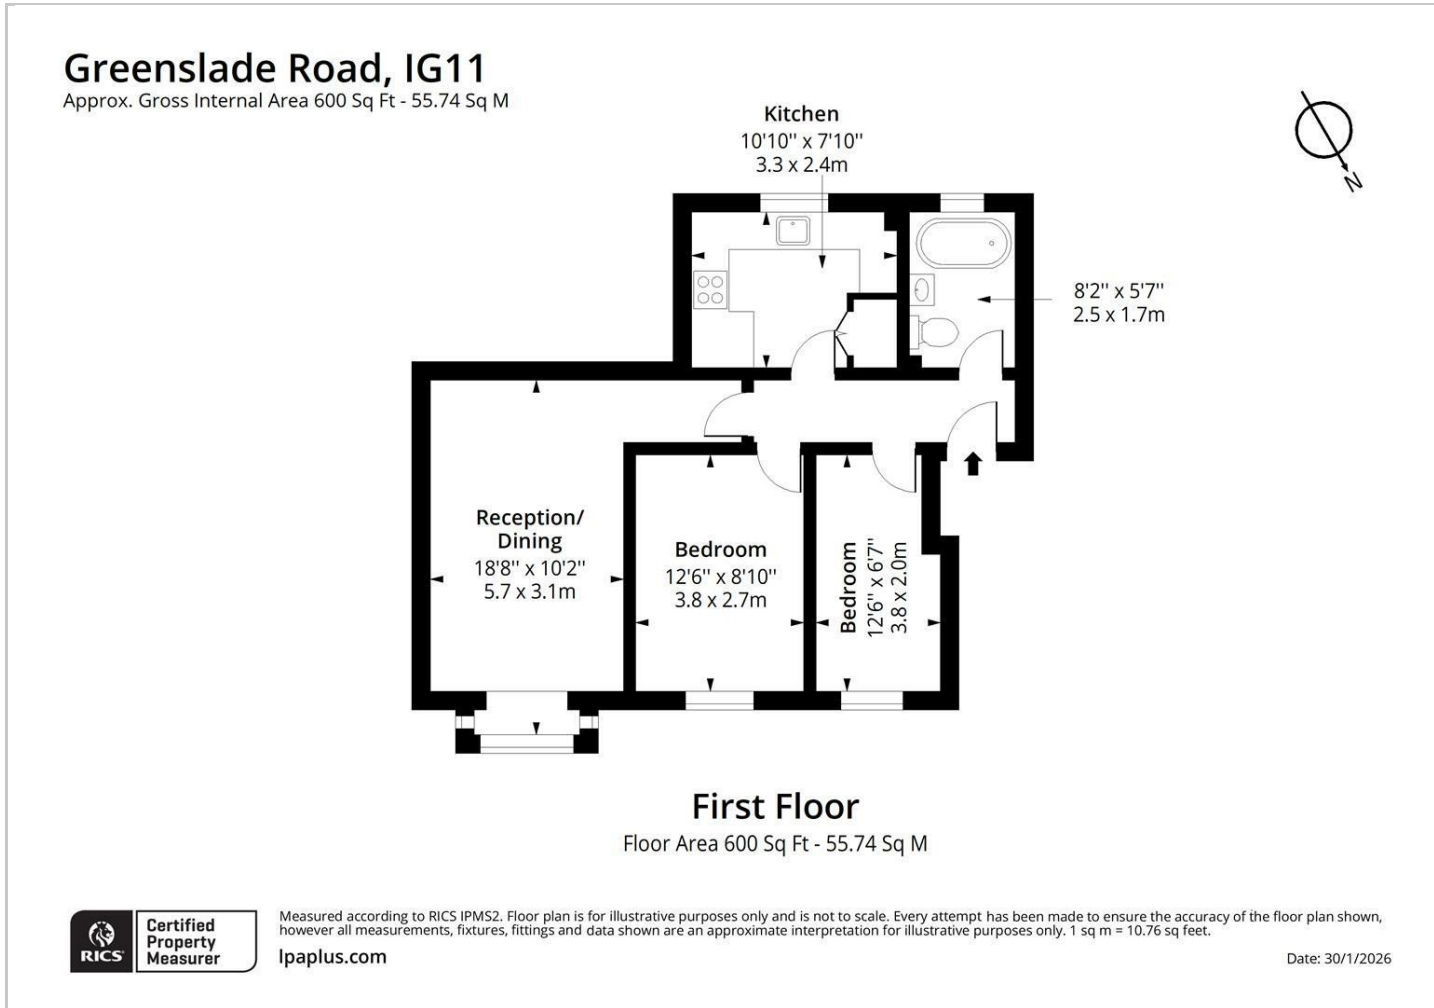 Greenslade Road, IG11
Approx. Gross Internal Area 600 Sq Ft - 55.74 Sq M
N
Kitchen
10'10'' x 7'10''
3.3 x 2.4m
8'2'' x 5'7''
2.5 x 1.7m
Reception/
Dining
18'8'' x 10'2''
5.7 x 3.1m
Bedroom
12'6'' x 8'10''
3.8 x 2.7m
Bedroom
12'6'' x 6'7''
3.8 x 2.0m
First Floor
Floor Area 600 Sq Ft - 55.74 Sq M
RICS
Certified
Property
Measurer
Measured according to RICS IPMS2. Floor plan is for illustrative purposes only and is not to scale. Every attempt has been made to ensure the accuracy of the floor plan shown,
however all measurements, fixtures, fittings and data shown are an approximate interpretation for illustrative purposes only. 1 sq m = 10.76 sq feet.
lpaplus.com
Date: 30/1/2026